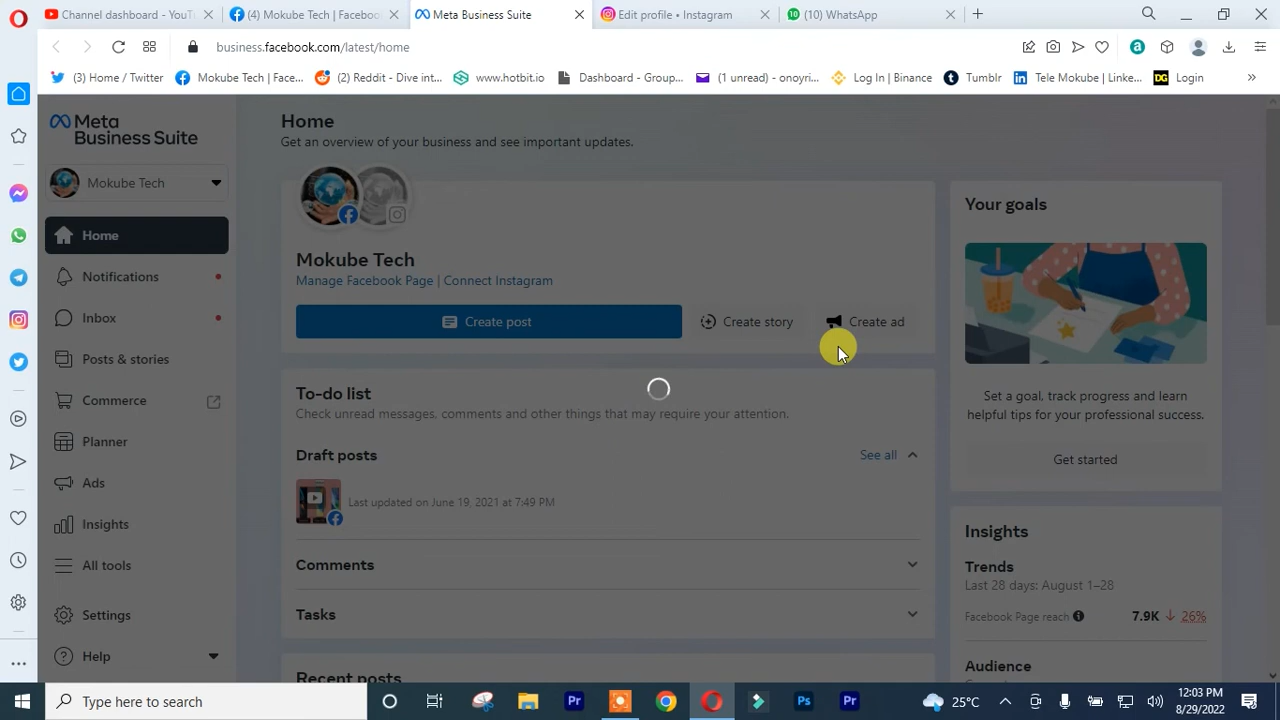 Channel dashboard - YouTu
(4) Mokube Tech | Facebook
Meta Business Suite
Edit profile • Instagram
(10) WhatsApp
business.facebook.com/latest/home
(3) Home / Twitter
Mokube Tech | Face...
(2) Reddit - Dive int...
www.hotbit.io
Dashboard - Group...
(1 unread) - onoyri...
Log In | Binance
Tumblr
Tele Mokube | Linke...
DG
Login
Meta
Business Suite
Mokube Tech
Home
Notifications
Inbox
Posts & stories
Commerce
Planner
Ads
Insights
All tools
Settings
Help
Home
Get an overview of your business and see important updates.
Mokube Tech
Manage Facebook Page | Connect Instagram
Create post
Create story
Create ad
To-do list
Check unread messages, comments and other things that may require your attention.
Draft posts
See all
Last updated on June 19, 2021 at 7:49 PM
Comments
Tasks
Recent posts
Your goals
Set a goal, track progress and learn
helpful tips for your professional success.
Get started
Insights
Trends
Last 28 days: August 1–28
Facebook Page reach 7.9K ↓ 26%
Audience
Type here to search
Pr
Ps
Pr
25°C
12:03 PM
8/29/2022